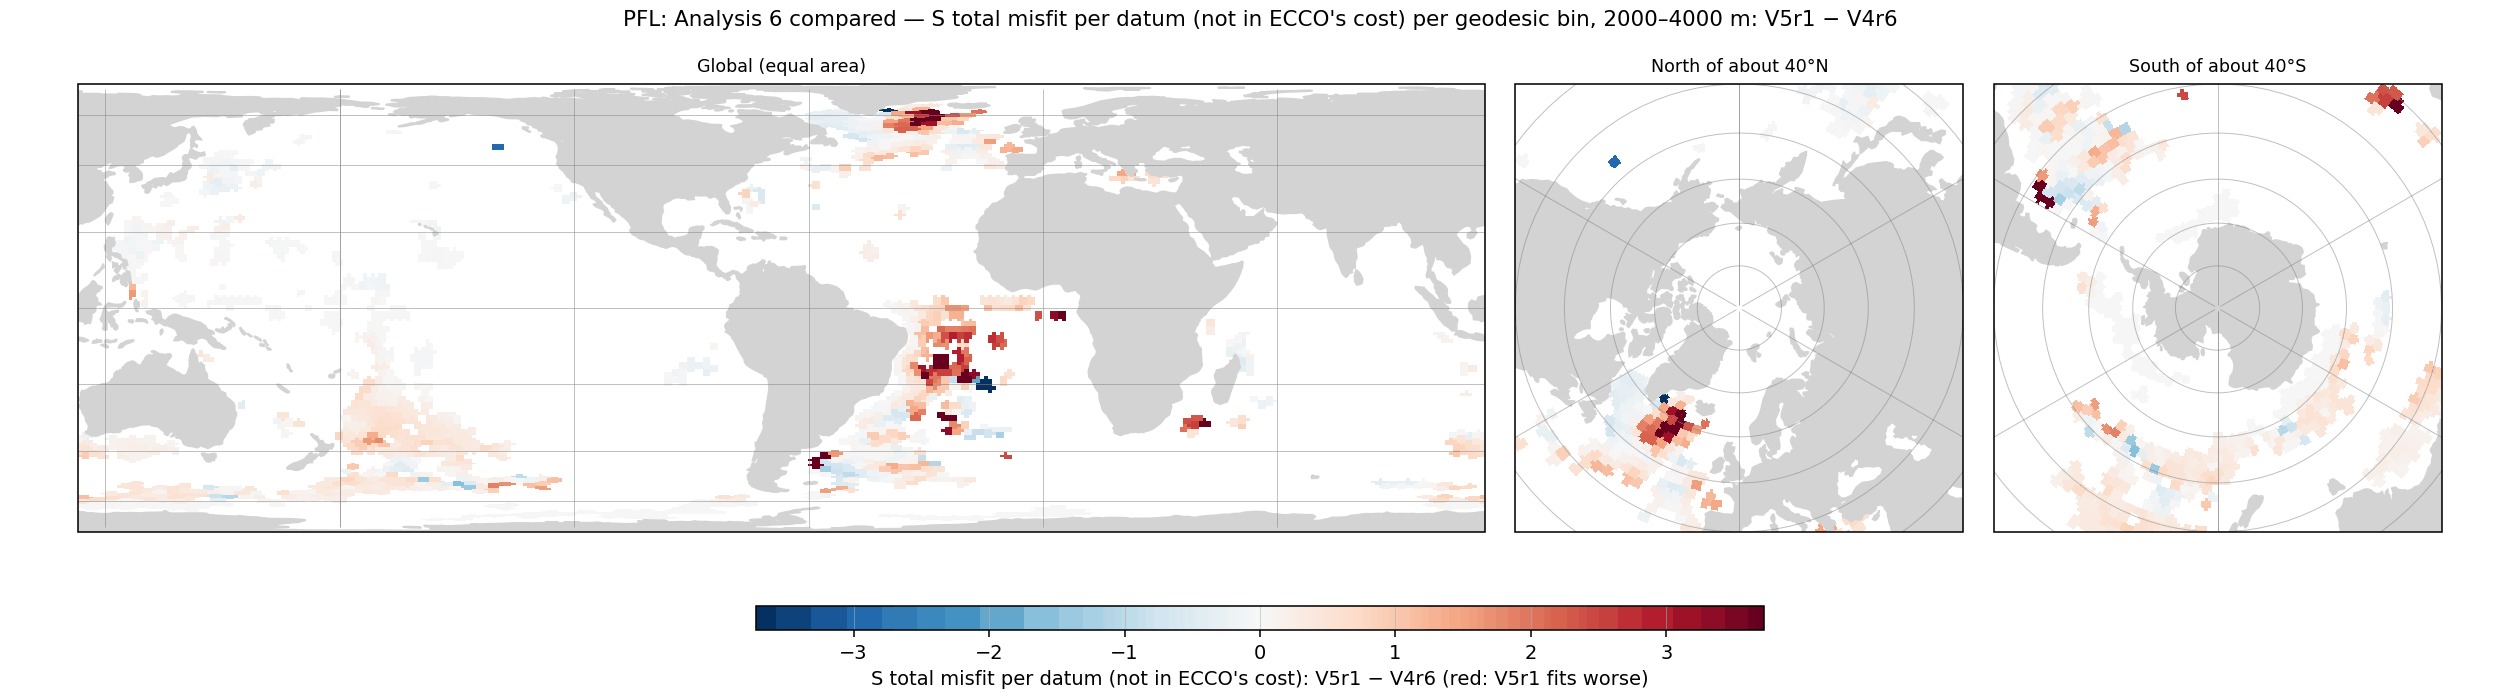 PFL: Analysis 6 compared — S total misfit per datum (not in ECCO's cost) per geodesic bin, 2000–4000 m: V5r1 − V4r6
Global (equal area)
North of about 40°N
South of about 40°S
−3 −2 −1 0 1 2 3
S total misfit per datum (not in ECCO's cost): V5r1 − V4r6 (red: V5r1 fits worse)